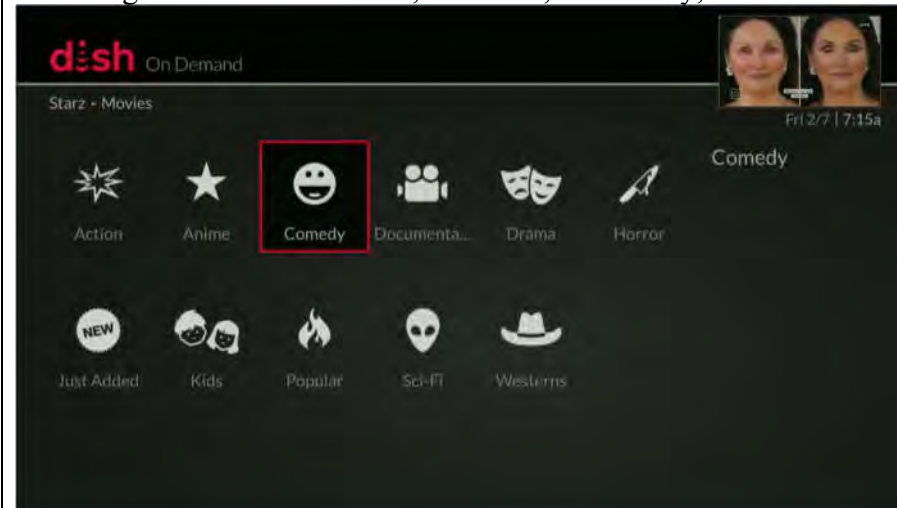 dish On Demand
Starz • Movies
Fri 2/7 | 7:15a
Comedy
Action Anime Comedy Documenta... Drama Horror
NEW
Just Added Kids Popular Sci-Fi Westerns